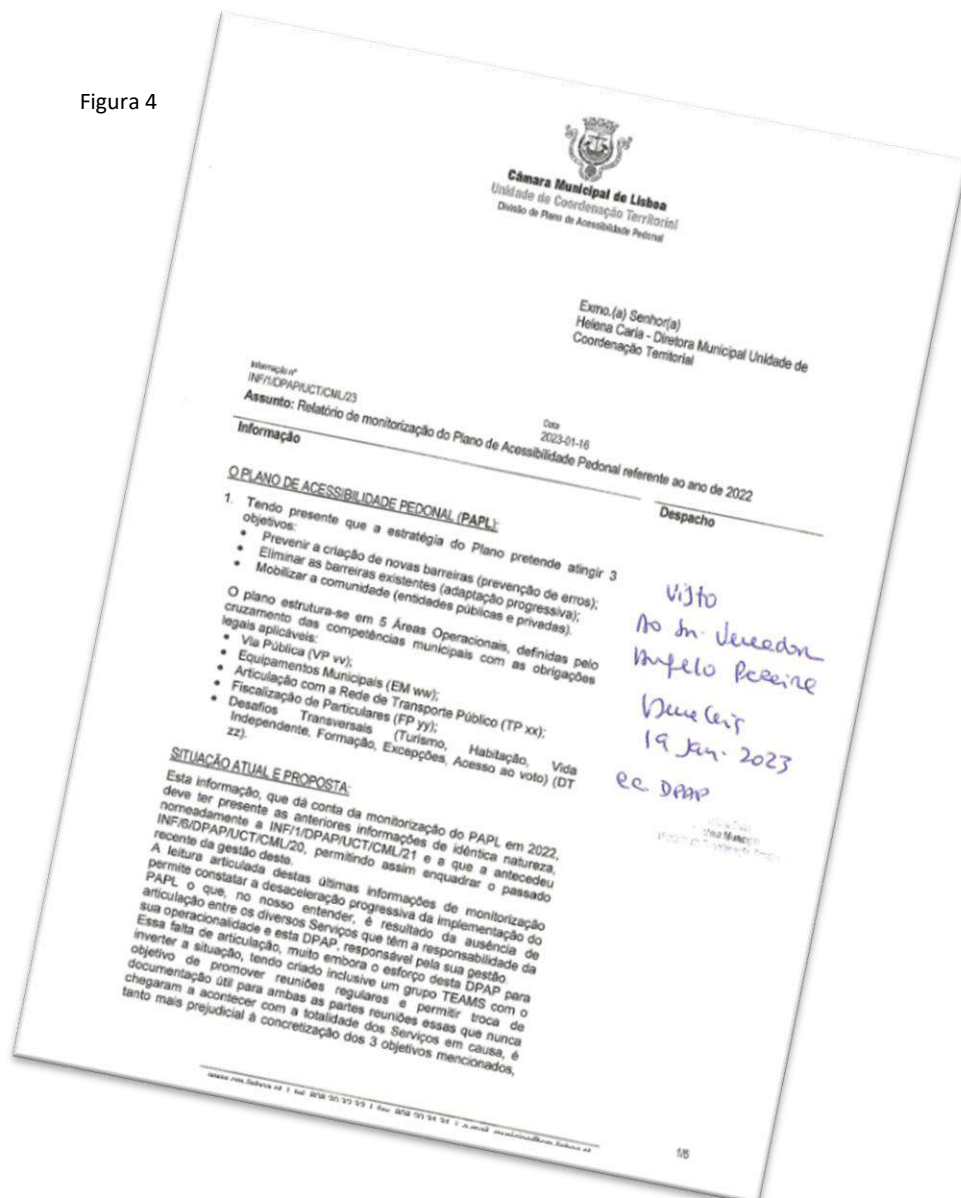 Figura 4
Câmara Municipal de Lisboa
Unidade de Coordenação Territorial
Divisão de Plano de Acessibilidade Pedonal
Exmo.(a) Senhor(a)
Helena Caria - Diretora Municipal Unidade de
Coordenação Territorial
Informação nº
INF/1/DPAP/UCT/CML/23
Data
2023-01-16
Assunto: Relatório de monitorização do Plano de Acessibilidade Pedonal referente ao ano de 2022
Informação
Despacho
O PLANO DE ACESSIBILIDADE PEDONAL (PAPL):
1. Tendo presente que a estratégia do Plano pretende atingir 3
objetivos:
• Prevenir a criação de novas barreiras (prevenção de erros);
• Eliminar as barreiras existentes (adaptação progressiva);
• Mobilizar a comunidade (entidades públicas e privadas).
O plano estrutura-se em 5 Áreas Operacionais, definidas pelo
cruzamento das competências municipais com as obrigações
legais aplicáveis:
• Via Pública (VP vv);
• Equipamentos Municipais (EM ww);
• Articulação com a Rede de Transporte Público (TP xx);
• Fiscalização de Particulares (FP yy);
• Desafios Transversais (Turismo, Habitação, Vida
Independente, Formação, Excepções, Acesso ao voto) (DT
zz).
SITUAÇÃO ATUAL E PROPOSTA:
Esta informação, que dá conta da monitorização do PAPL em 2022,
deve ter presente as anteriores informações de idêntica natureza,
nomeadamente a INF/1/DPAP/UCT/CML/21 e a que a antecedeu
INF/6/DPAP/UCT/CML/20, permitindo assim enquadrar o passado
recente da gestão deste.
A leitura articulada destas últimas informações de monitorização
permite constatar a desaceleração progressiva da implementação do
PAPL o que, no nosso entender, é resultado da ausência de
articulação entre os diversos Serviços que têm a responsabilidade da
sua operacionalidade e esta DPAP, responsável pela sua gestão.
Essa falta de articulação, muito embora o esforço desta DPAP para
inverter a situação, tendo criado inclusive um grupo TEAMS com o
objetivo de promover reuniões regulares e permitir troca de
documentação útil para ambas as partes reuniões essas que nunca
chegaram a acontecer com a totalidade dos Serviços em causa, é
tanto mais prejudicial à concretização dos 3 objetivos mencionados,
Visto
Ao Sr. Vereador
Angelo Pereira
19 Jan. 2023
cc DPAP
1/6